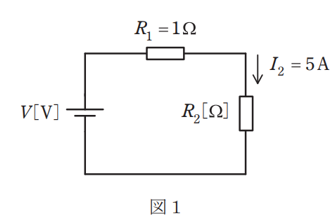 R₁ = 1Ω
I₂ = 5A
V[V]
R₂[Ω]
図1